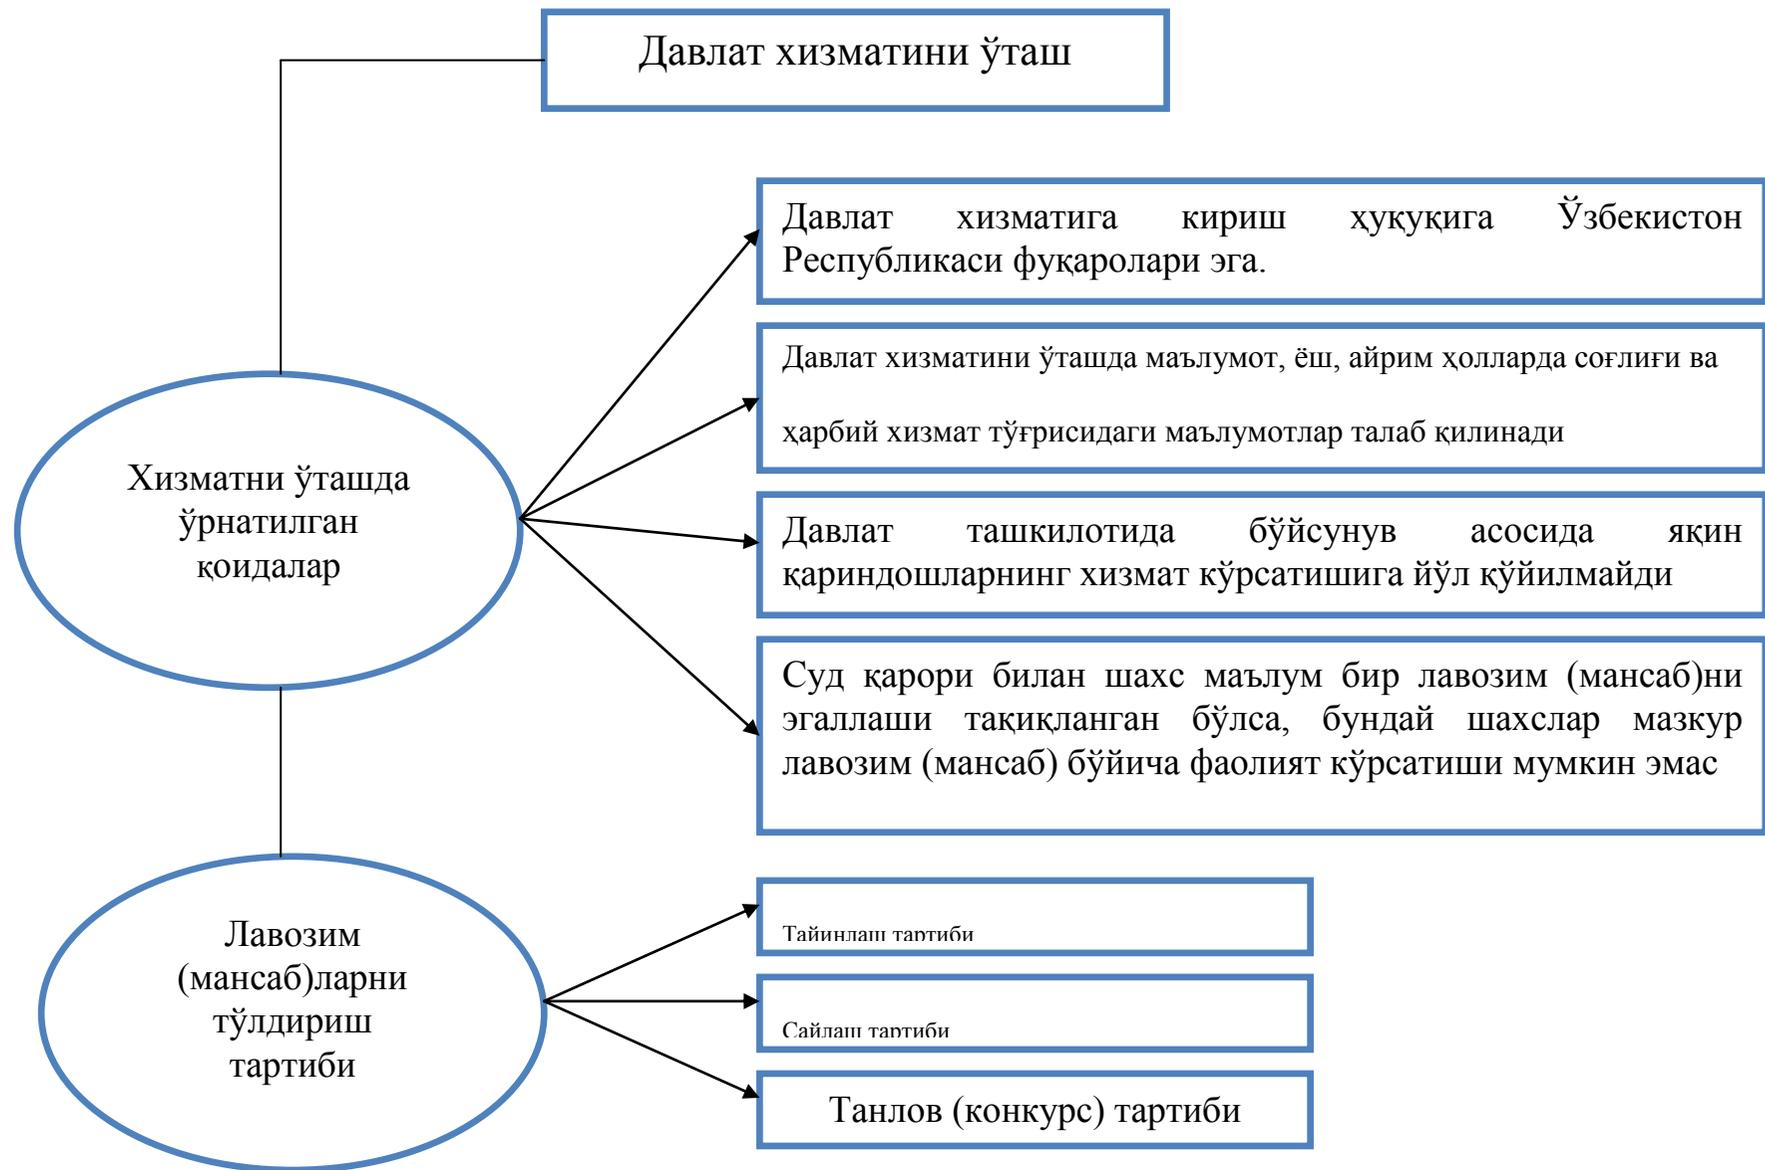 Давлат хизматини ўташ
Давлат хизматига кириш ҳуқуқига Ўзбекистон
Республикаси фуқаролари эга.
Давлат хизматини ўташда маълумот, ёш, айрим ҳолларда соғлиғи ва
ҳарбий хизмат тўғрисидаги маълумотлар талаб қилинади
Хизматни ўташда
ўрнатилган
қоидалар
Давлат ташкилотида бўйсунув асосида яқин
қариндошларнинг хизмат кўрсатишига йўл қўйилмайди
Суд қарори билан шахс маълум бир лавозим (мансаб)ни
эгаллаши тақиқланган бўлса, бундай шахслар мазкур
лавозим (мансаб) бўйича фаолият кўрсатиши мумкин эмас
Лавозим
(мансаб)ларни
тўлдириш
тартиби
Тайинлаш тартиби
Сайлаш тартиби
Танлов (конкурс) тартиби